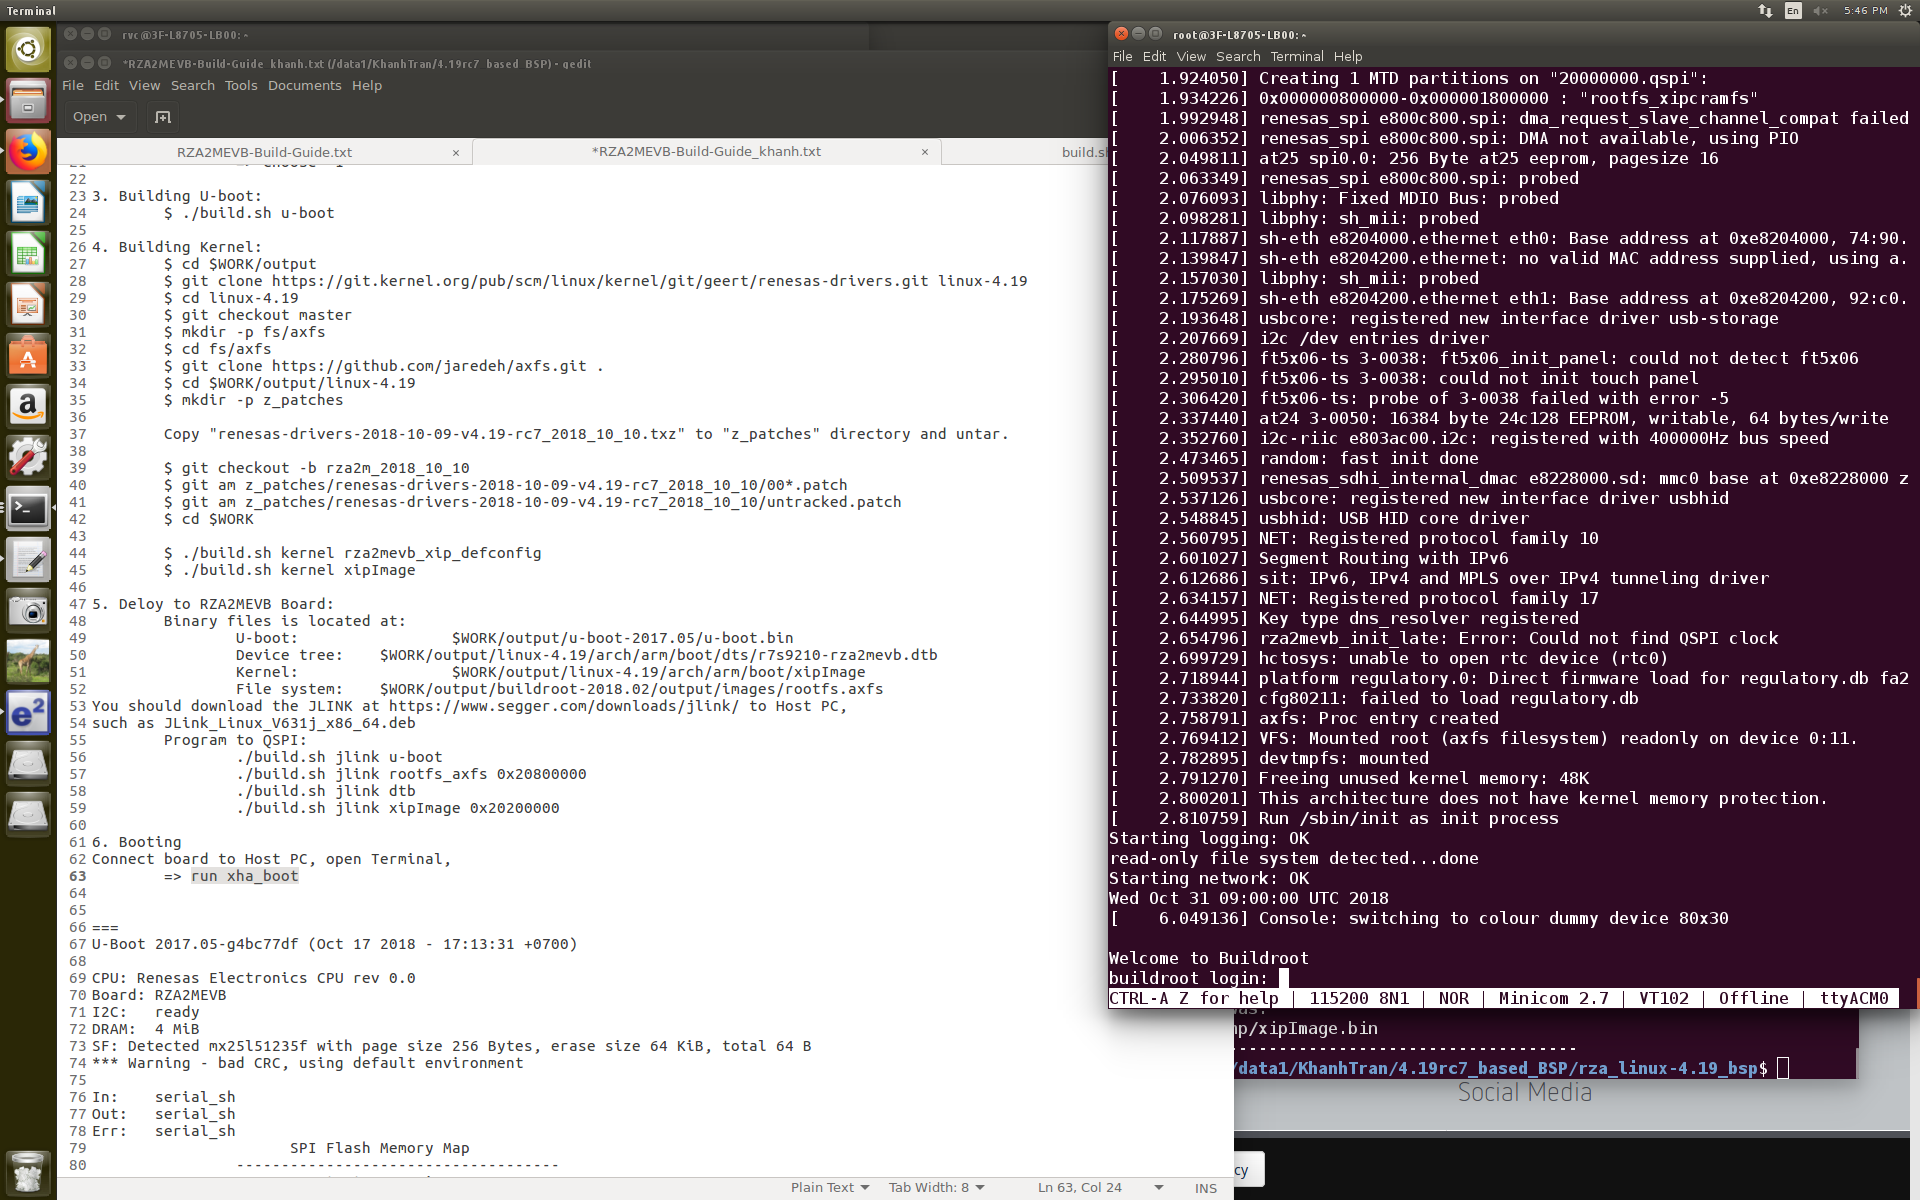 Terminal
En
5:46 PM
rvc@3F-L8705-LB00: ~
*RZA2MEVB-Build-Guide_khanh.txt (/data1/KhanhTran/4.19rc7_based_BSP) - gedit
File Edit View Search Tools Documents Help
Open
RZA2MEVB-Build-Guide.txt × *RZA2MEVB-Build-Guide_khanh.txt × build.sh
22
23 3. Building U-boot:
24 $ ./build.sh u-boot
25
26 4. Building Kernel:
27 $ cd $WORK/output
28 $ git clone https://git.kernel.org/pub/scm/linux/kernel/git/geert/renesas-drivers.git linux-4.19
29 $ cd linux-4.19
30 $ git checkout master
31 $ mkdir -p fs/axfs
32 $ cd fs/axfs
33 $ git clone https://github.com/jaredeh/axfs.git .
34 $ cd $WORK/output/linux-4.19
35 $ mkdir -p z_patches
36
37 Copy "renesas-drivers-2018-10-09-v4.19-rc7_2018_10_10.txz" to "z_patches" directory and untar.
38
39 $ git checkout -b rza2m_2018_10_10
40 $ git am z_patches/renesas-drivers-2018-10-09-v4.19-rc7_2018_10_10/00*.patch
41 $ git am z_patches/renesas-drivers-2018-10-09-v4.19-rc7_2018_10_10/untracked.patch
42 $ cd $WORK
43
44 $ ./build.sh kernel rza2mevb_xip_defconfig
45 $ ./build.sh kernel xipImage
46
47 5. Deloy to RZA2MEVB Board:
48 Binary files is located at:
49 U-boot: $WORK/output/u-boot-2017.05/u-boot.bin
50 Device tree: $WORK/output/linux-4.19/arch/arm/boot/dts/r7s9210-rza2mevb.dtb
51 Kernel: $WORK/output/linux-4.19/arch/arm/boot/xipImage
52 File system: $WORK/output/buildroot-2018.02/output/images/rootfs.axfs
53 You should download the JLINK at https://www.segger.com/downloads/jlink/ to Host PC,
54 such as JLink_Linux_V631j_x86_64.deb
55 Program to QSPI:
56 ./build.sh jlink u-boot
57 ./build.sh jlink rootfs_axfs 0x20800000
58 ./build.sh jlink dtb
59 ./build.sh jlink xipImage 0x20200000
60
61 6. Booting
62 Connect board to Host PC, open Terminal,
63 => run xha_boot
64
65
66 ===
67 U-Boot 2017.05-g4bc77df (Oct 17 2018 - 17:13:31 +0700)
68
69 CPU: Renesas Electronics CPU rev 0.0
70 Board: RZA2MEVB
71 I2C: ready
72 DRAM: 4 MiB
73 SF: Detected mx25l51235f with page size 256 Bytes, erase size 64 KiB, total 64 B
74 *** Warning - bad CRC, using default environment
75
76 In: serial_sh
77 Out: serial_sh
78 Err: serial_sh
79 SPI Flash Memory Map
80 ------------------------------------
Plain Text Tab Width: 8 Ln 63, Col 24 INS
root@3F-L8705-LB00: ~
File Edit View Search Terminal Help
[ 1.924050] Creating 1 MTD partitions on "20000000.qspi":
[ 1.934226] 0x000000800000-0x000001800000 : "rootfs_xipcramfs"
[ 1.992948] renesas_spi e800c800.spi: dma_request_slave_channel_compat failed
[ 2.006352] renesas_spi e800c800.spi: DMA not available, using PIO
[ 2.049811] at25 spi0.0: 256 Byte at25 eeprom, pagesize 16
[ 2.063349] renesas_spi e800c800.spi: probed
[ 2.076093] libphy: Fixed MDIO Bus: probed
[ 2.098281] libphy: sh_mii: probed
[ 2.117887] sh-eth e8204000.ethernet eth0: Base address at 0xe8204000, 74:90.
[ 2.139847] sh-eth e8204200.ethernet: no valid MAC address supplied, using a.
[ 2.157030] libphy: sh_mii: probed
[ 2.175269] sh-eth e8204200.ethernet eth1: Base address at 0xe8204200, 92:c0.
[ 2.193648] usbcore: registered new interface driver usb-storage
[ 2.207669] i2c /dev entries driver
[ 2.280796] ft5x06-ts 3-0038: ft5x06_init_panel: could not detect ft5x06
[ 2.295010] ft5x06-ts 3-0038: could not init touch panel
[ 2.306420] ft5x06-ts: probe of 3-0038 failed with error -5
[ 2.337440] at24 3-0050: 16384 byte 24c128 EEPROM, writable, 64 bytes/write
[ 2.352760] i2c-riic e803ac00.i2c: registered with 400000Hz bus speed
[ 2.473465] random: fast init done
[ 2.509537] renesas_sdhi_internal_dmac e8228000.sd: mmc0 base at 0xe8228000 z
[ 2.537126] usbcore: registered new interface driver usbhid
[ 2.548845] usbhid: USB HID core driver
[ 2.560795] NET: Registered protocol family 10
[ 2.601027] Segment Routing with IPv6
[ 2.612686] sit: IPv6, IPv4 and MPLS over IPv4 tunneling driver
[ 2.634157] NET: Registered protocol family 17
[ 2.644995] Key type dns_resolver registered
[ 2.654796] rza2mevb_init_late: Error: Could not find QSPI clock
[ 2.699729] hctosys: unable to open rtc device (rtc0)
[ 2.718944] platform regulatory.0: Direct firmware load for regulatory.db fa2
[ 2.733820] cfg80211: failed to load regulatory.db
[ 2.758791] axfs: Proc entry created
[ 2.769412] VFS: Mounted root (axfs filesystem) readonly on device 0:11.
[ 2.782895] devtmpfs: mounted
[ 2.791270] Freeing unused kernel memory: 48K
[ 2.800201] This architecture does not have kernel memory protection.
[ 2.810759] Run /sbin/init as init process
Starting logging: OK
read-only file system detected...done
Starting network: OK
Wed Oct 31 09:00:00 UTC 2018
[ 6.049136] Console: switching to colour dummy device 80x30
Welcome to Buildroot
buildroot login:
CTRL-A Z for help | 115200 8N1 | NOR | Minicom 2.7 | VT102 | Offline | ttyACM0
mp/xipImage.bin
-----------------------------------
/data1/KhanhTran/4.19rc7_based_BSP/rza_linux-4.19_bsp$
Social Media
cy